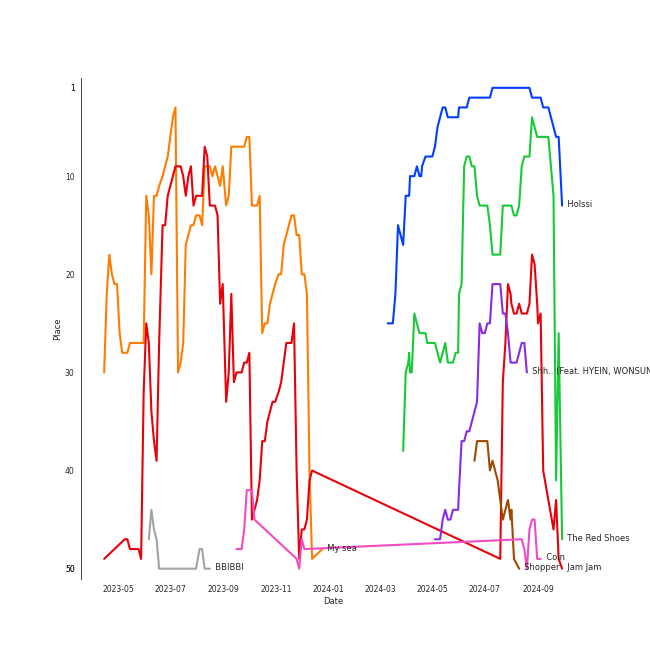 1
10
Holssi
20
Place
30
Shh.. (Feat. HYEIN, WONSUN
40
The Red Shoes
My sea
Coin
50
BBIBBI
Shopper
Jam Jam
2023-05
2023-07
2023-09
2023-11
2024-01
2024-03
2024-05
2024-07
2024-09
Date